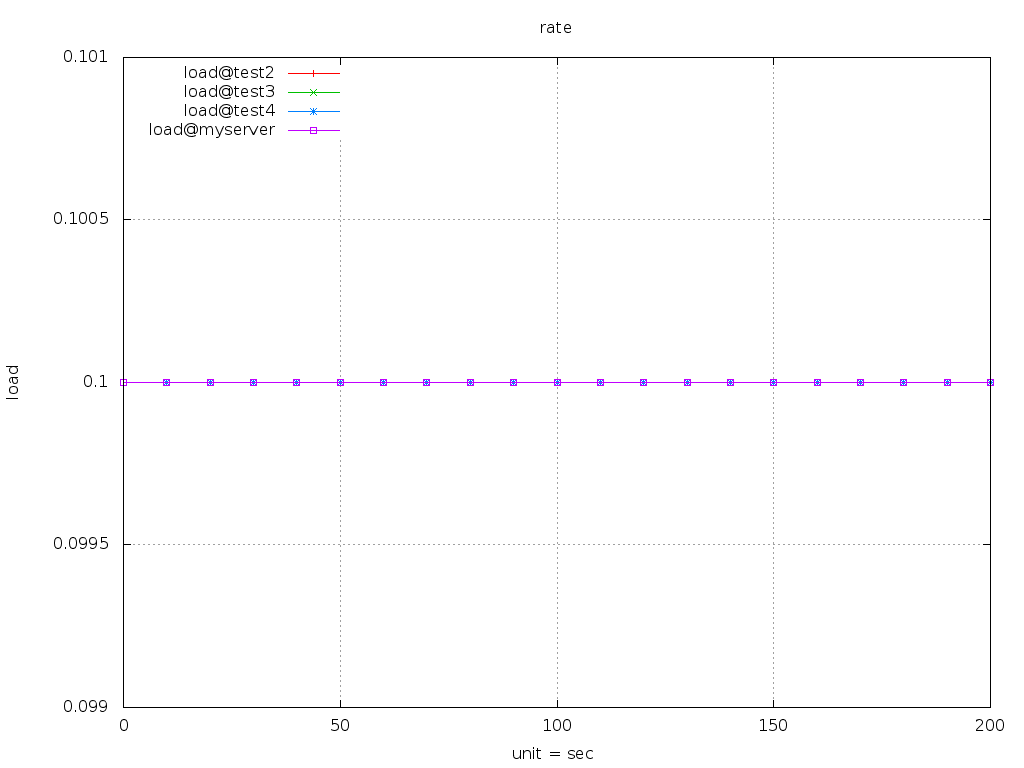 rate
0.101
load@test2
load@test3
load@test4
load@myserver
0.1005
load
0.1
0.0995
0.099
0 50 100 150 200
unit = sec